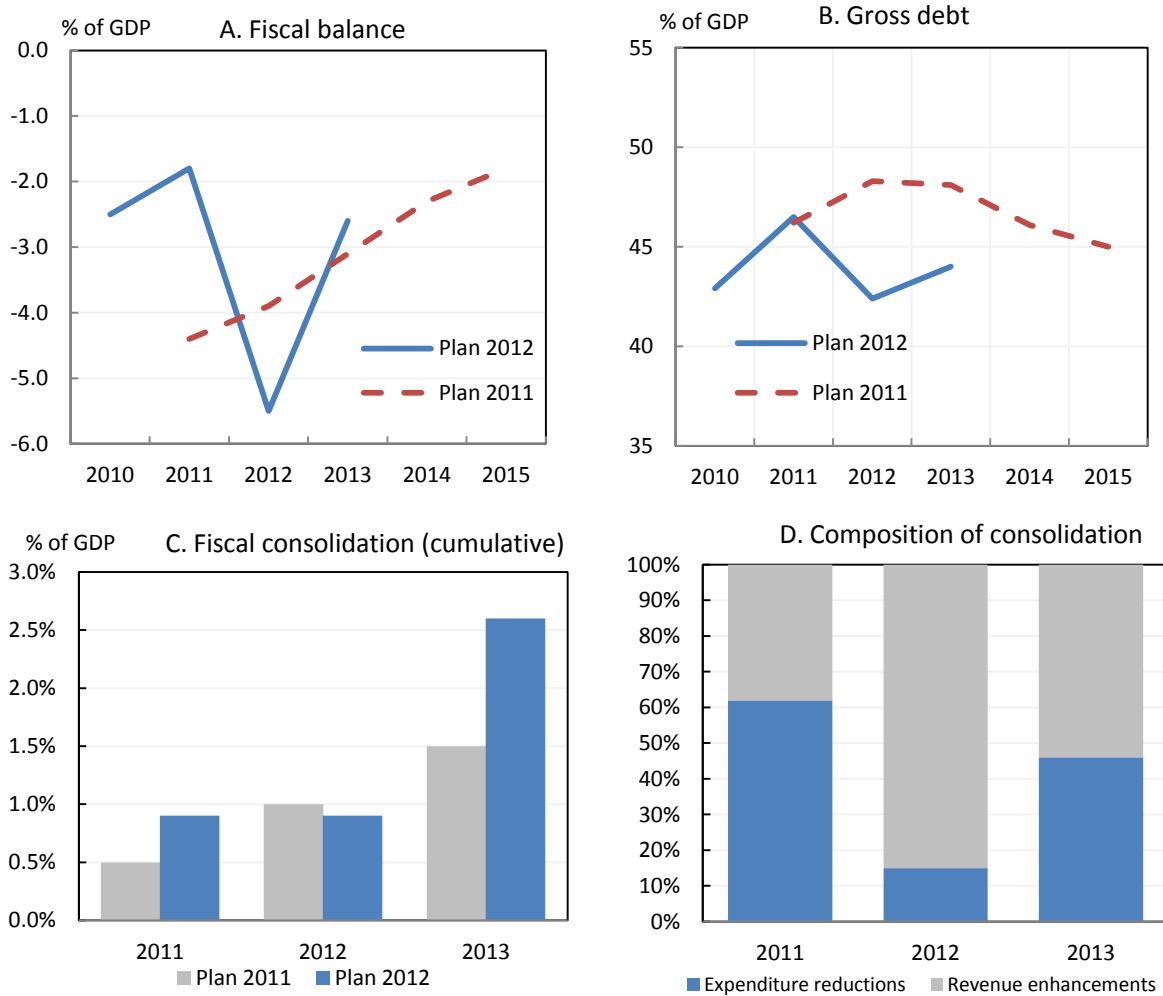 % of GDP
A. Fiscal balance
0.0
-1.0
-2.0
-3.0
-4.0
-5.0
-6.0
Plan 2012
Plan 2011
2010 2011 2012 2013 2014 2015
% of GDP
B. Gross debt
55
50
45
40
35
Plan 2012
Plan 2011
2010 2011 2012 2013 2014 2015
% of GDP
C. Fiscal consolidation (cumulative)
3.0%
2.5%
2.0%
1.5%
1.0%
0.5%
0.0%
2011 2012 2013
Plan 2011 Plan 2012
D. Composition of consolidation
100%
90%
80%
70%
60%
50%
40%
30%
20%
10%
0%
2011 2012 2013
Expenditure reductions Revenue enhancements